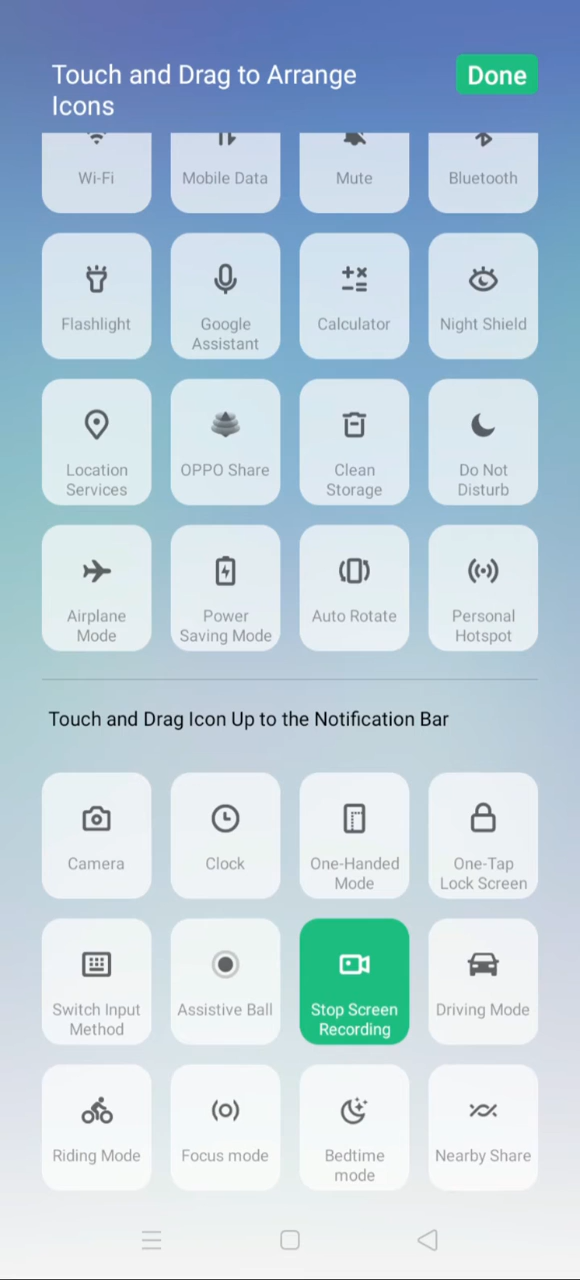 Touch and Drag to Arrange
Icons
Done
Wi-Fi
Mobile Data
Mute
Bluetooth
Flashlight
Google
Assistant
Calculator
Night Shield
Location
Services
OPPO Share
Clean
Storage
Do Not
Disturb
Airplane
Mode
Power
Saving Mode
Auto Rotate
Personal
Hotspot
Touch and Drag Icon Up to the Notification Bar
Camera
Clock
One-Handed
Mode
One-Tap
Lock Screen
Switch Input
Method
Assistive Ball
Stop Screen
Recording
Driving Mode
Riding Mode
Focus mode
Bedtime
mode
Nearby Share